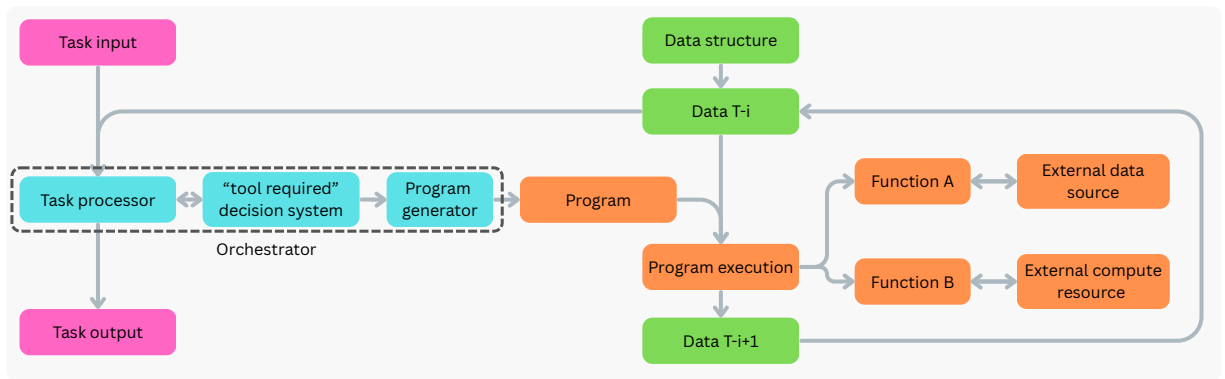 Task input
Data structure
Data T-i
Task processor
“tool required”
decision system
Program
generator
Orchestrator
Program
Function A
External data
source
Program execution
Function B
External compute
resource
Task output
Data T-i+1